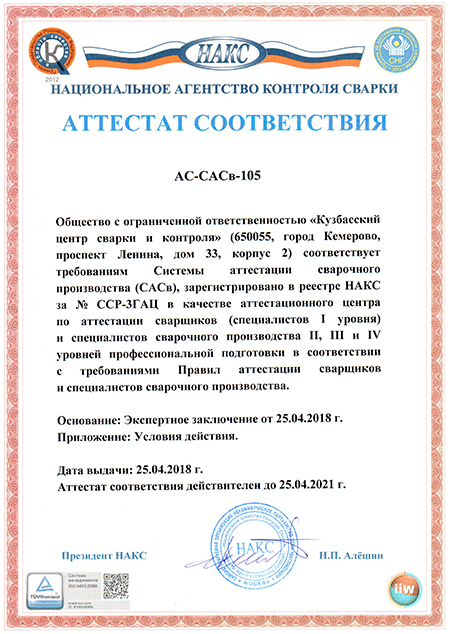 НАКС
2012
СНГ
НАЦИОНАЛЬНОЕ АГЕНТСТВО КОНТРОЛЯ СВАРКИ
АТТЕСТАТ СООТВЕТСТВИЯ
АС-САСв-105
Общество с ограниченной ответственностью «Кузбасский
центр сварки и контроля» (650055, город Кемерово,
проспект Ленина, дом 33, корпус 2) соответствует
требованиям Системы аттестации сварочного
производства (САСв), зарегистрировано в реестре НАКС
за № ССР-3ГАЦ в качестве аттестационного центра
по аттестации сварщиков (специалистов I уровня)
и специалистов сварочного производства II, III и IV
уровней профессиональной подготовки в соответствии
с требованиями Правил аттестации сварщиков
и специалистов сварочного производства.
Основание: Экспертное заключение от 25.04.2018 г.
Приложение: Условия действия.
Дата выдачи: 25.04.2018 г.
Аттестат соответствия действителен до 25.04.2021 г.
НАКС
Президент НАКС
Н.П. Алёшин
TÜVRheinland
Система
менеджмента
iiw